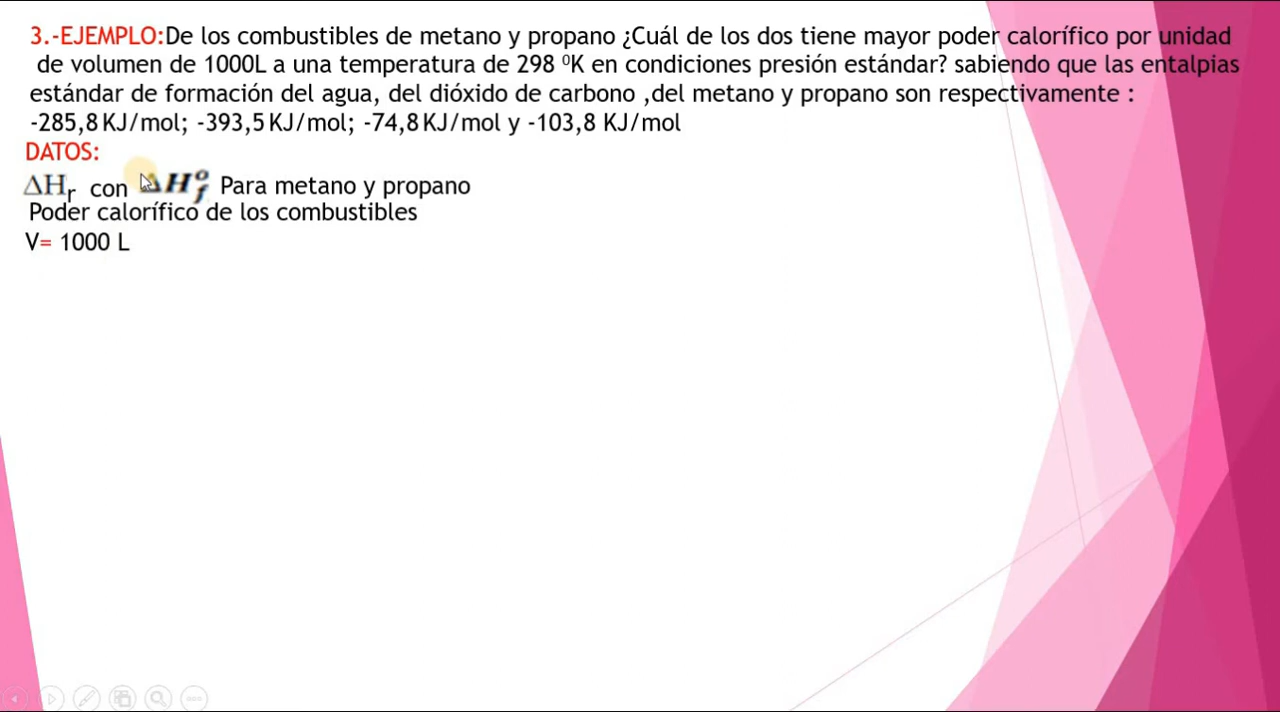 3.-EJEMPLO:De los combustibles de metano y propano ¿Cuál de los dos tiene mayor poder calorífico por unidad
de volumen de 1000L a una temperatura de 298 ⁰K en condiciones presión estándar? sabiendo que las entalpias
estándar de formación del agua, del dióxido de carbono ,del metano y propano son respectivamente :
-285,8 KJ/mol; -393,5 KJ/mol; -74,8 KJ/mol y -103,8 KJ/mol
DATOS:
ΔHr con ΔH°f Para metano y propano
Poder calorífico de los combustibles
V= 1000 L